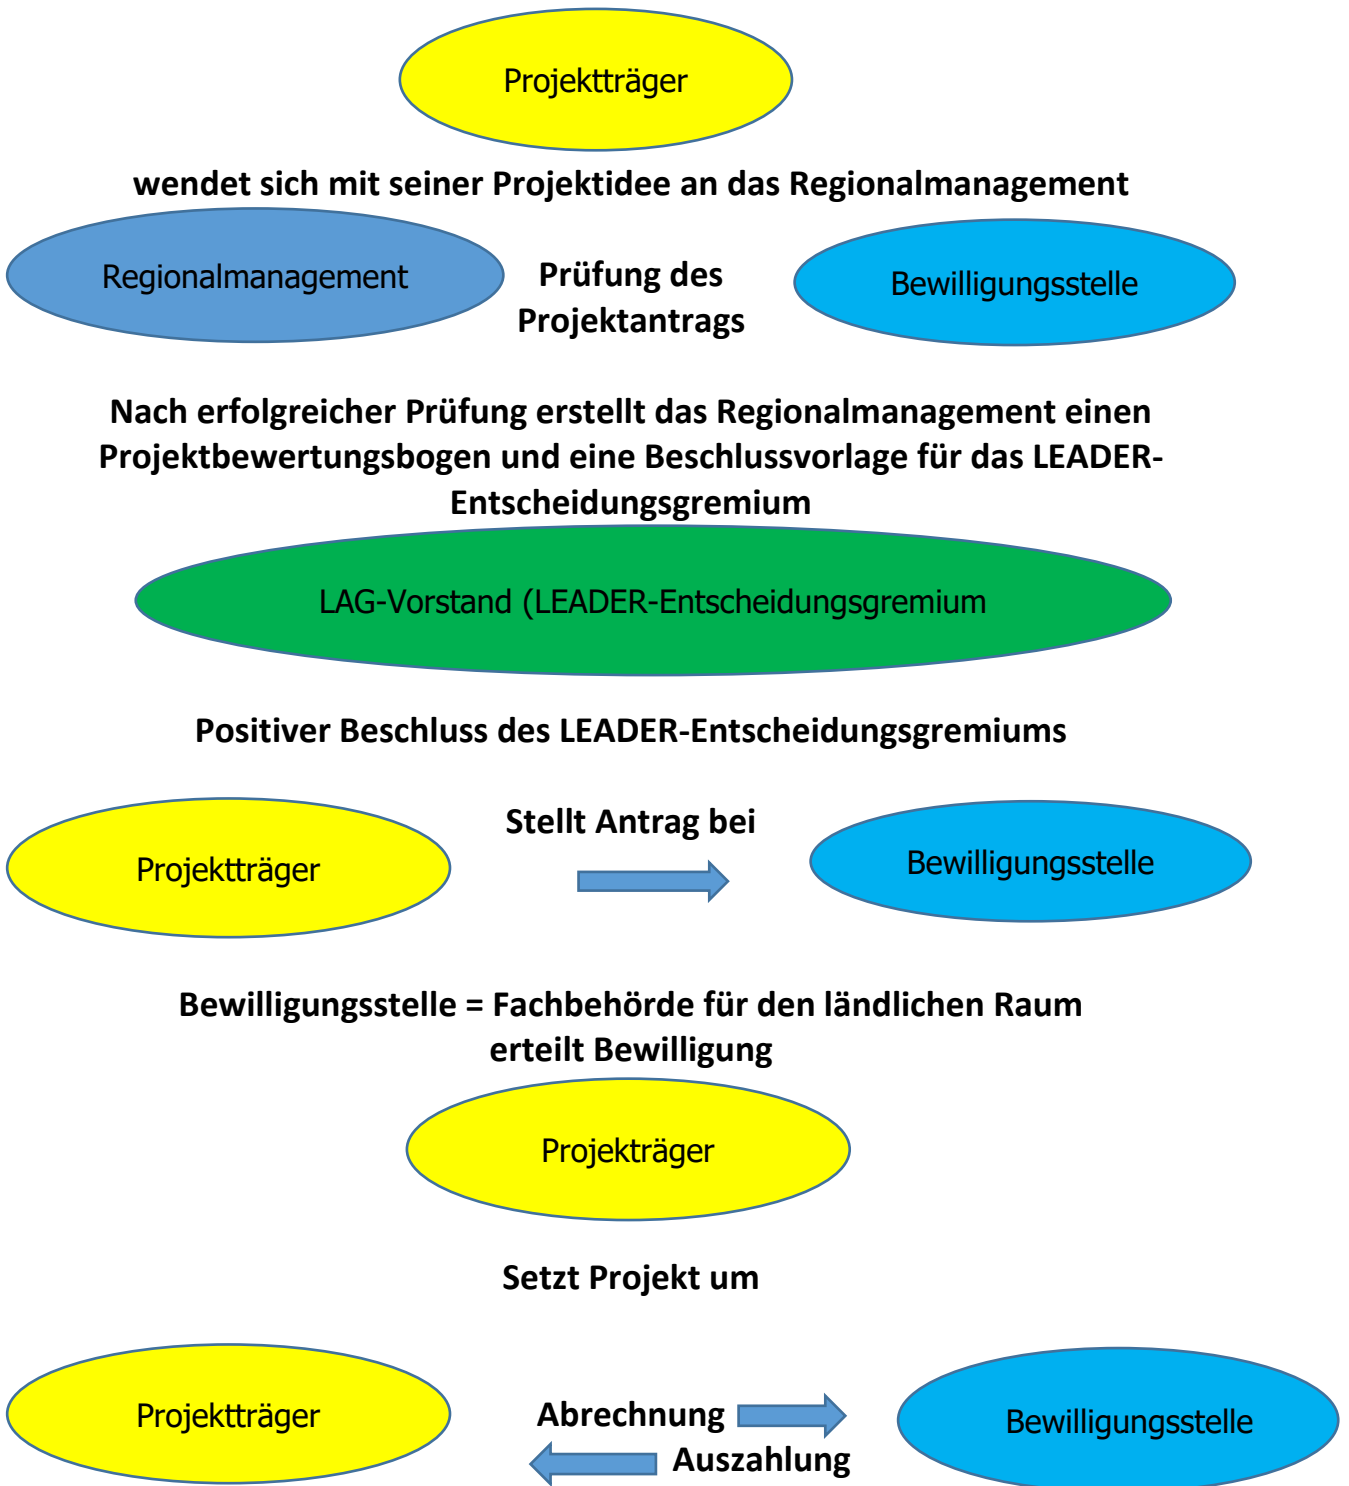 Projektträger
wendet sich mit seiner Projektidee an das Regionalmanagement
Regionalmanagement
Prüfung des
Projektantrags
Bewilligungsstelle
Nach erfolgreicher Prüfung erstellt das Regionalmanagement einen
Projektbewertungsbogen und eine Beschlussvorlage für das LEADER-
Entscheidungsgremium
LAG-Vorstand (LEADER-Entscheidungsgremium
Positiver Beschluss des LEADER-Entscheidungsgremiums
Projektträger
Stellt Antrag bei
Bewilligungsstelle
Bewilligungsstelle = Fachbehörde für den ländlichen Raum
erteilt Bewilligung
Projekträger
Setzt Projekt um
Projektträger
Abrechnung
Auszahlung
Bewilligungsstelle